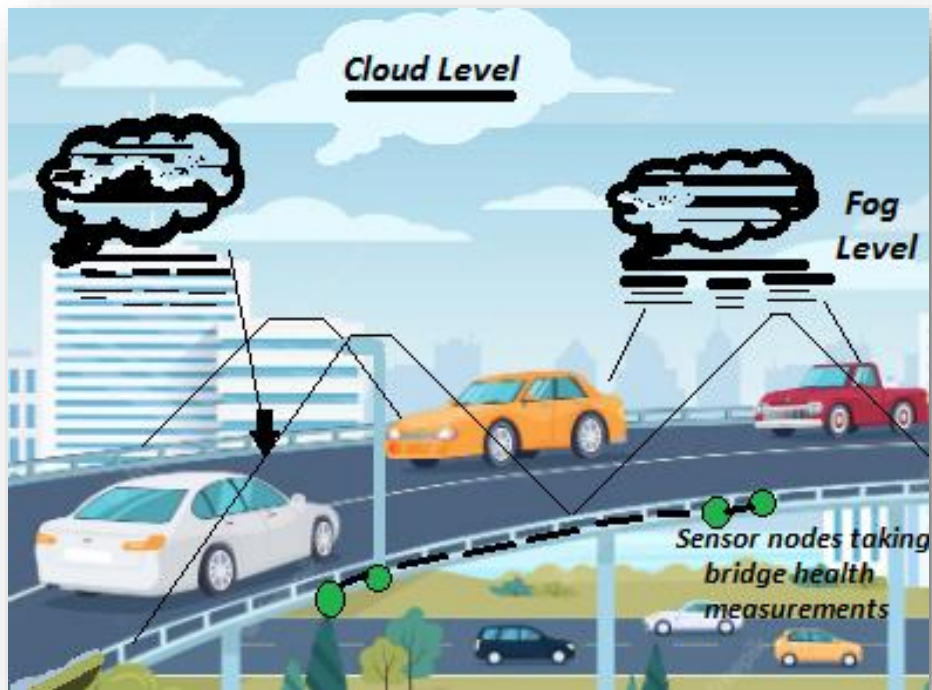 Cloud Level
Fog
Level
Sensor nodes taking
bridge health
measurements